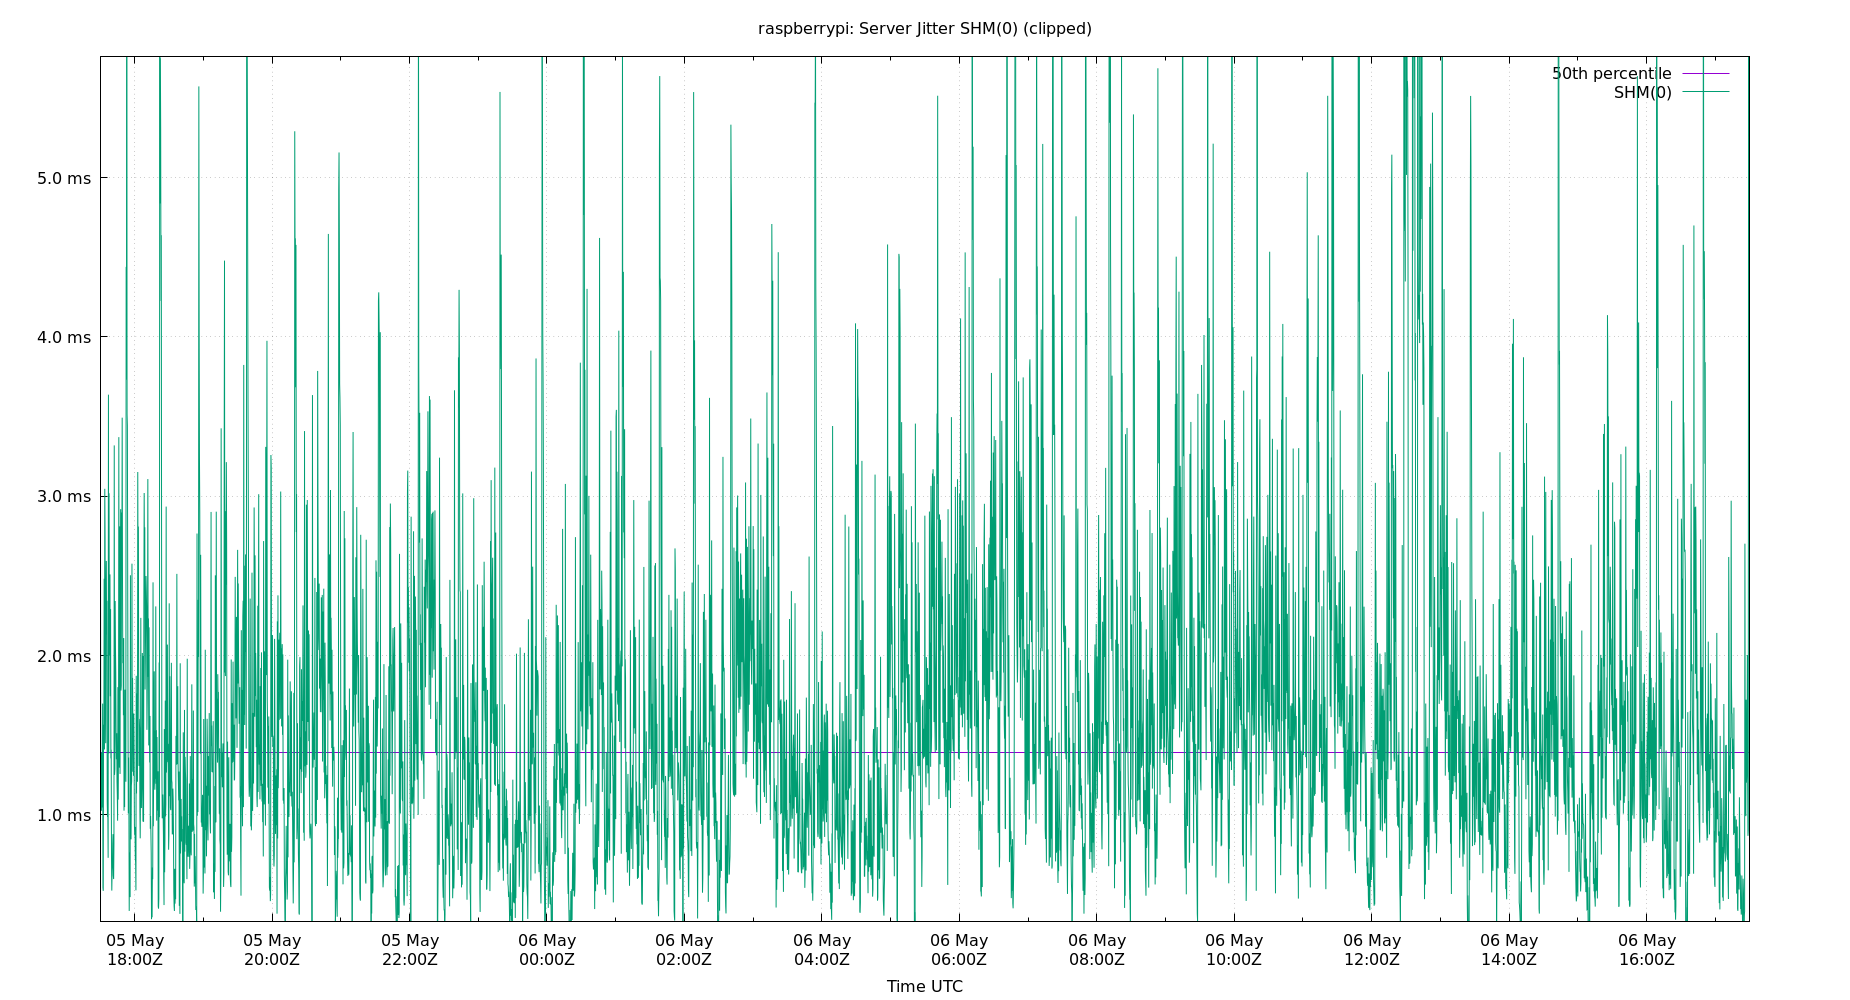 raspberrypi: Server Jitter SHM(0) (clipped)
50th percentile
SHM(0)
5.0 ms
4.0 ms
3.0 ms
2.0 ms
1.0 ms
05 May 05 May 05 May 06 May 06 May 06 May 06 May 06 May 06 May 06 May 06 May 06 May
18:00Z 20:00Z 22:00Z 00:00Z 02:00Z 04:00Z 06:00Z 08:00Z 10:00Z 12:00Z 14:00Z 16:00Z
Time UTC